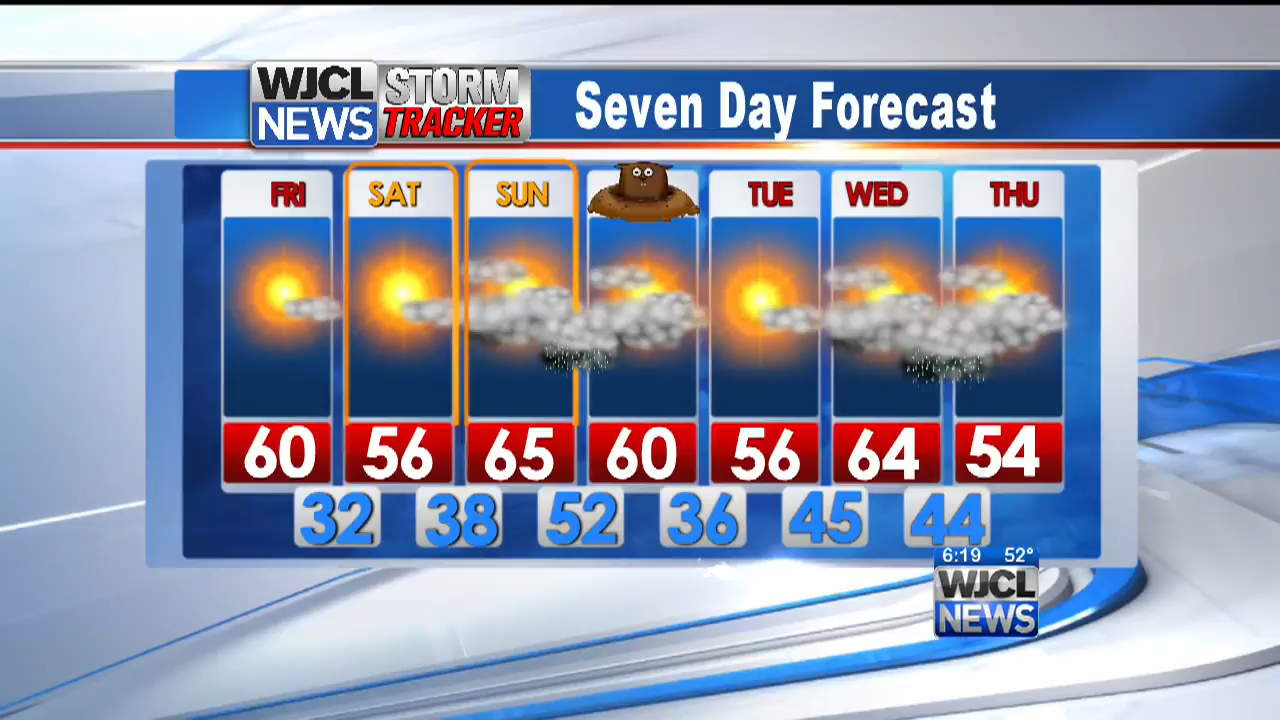 WJCL STORM
NEWS TRACKER
Seven Day Forecast
FRI SAT SUN TUE WED THU
60 56 65 60 56 64 54
32 38 52 36 45 44
6:19 52°
WJCL
NEWS